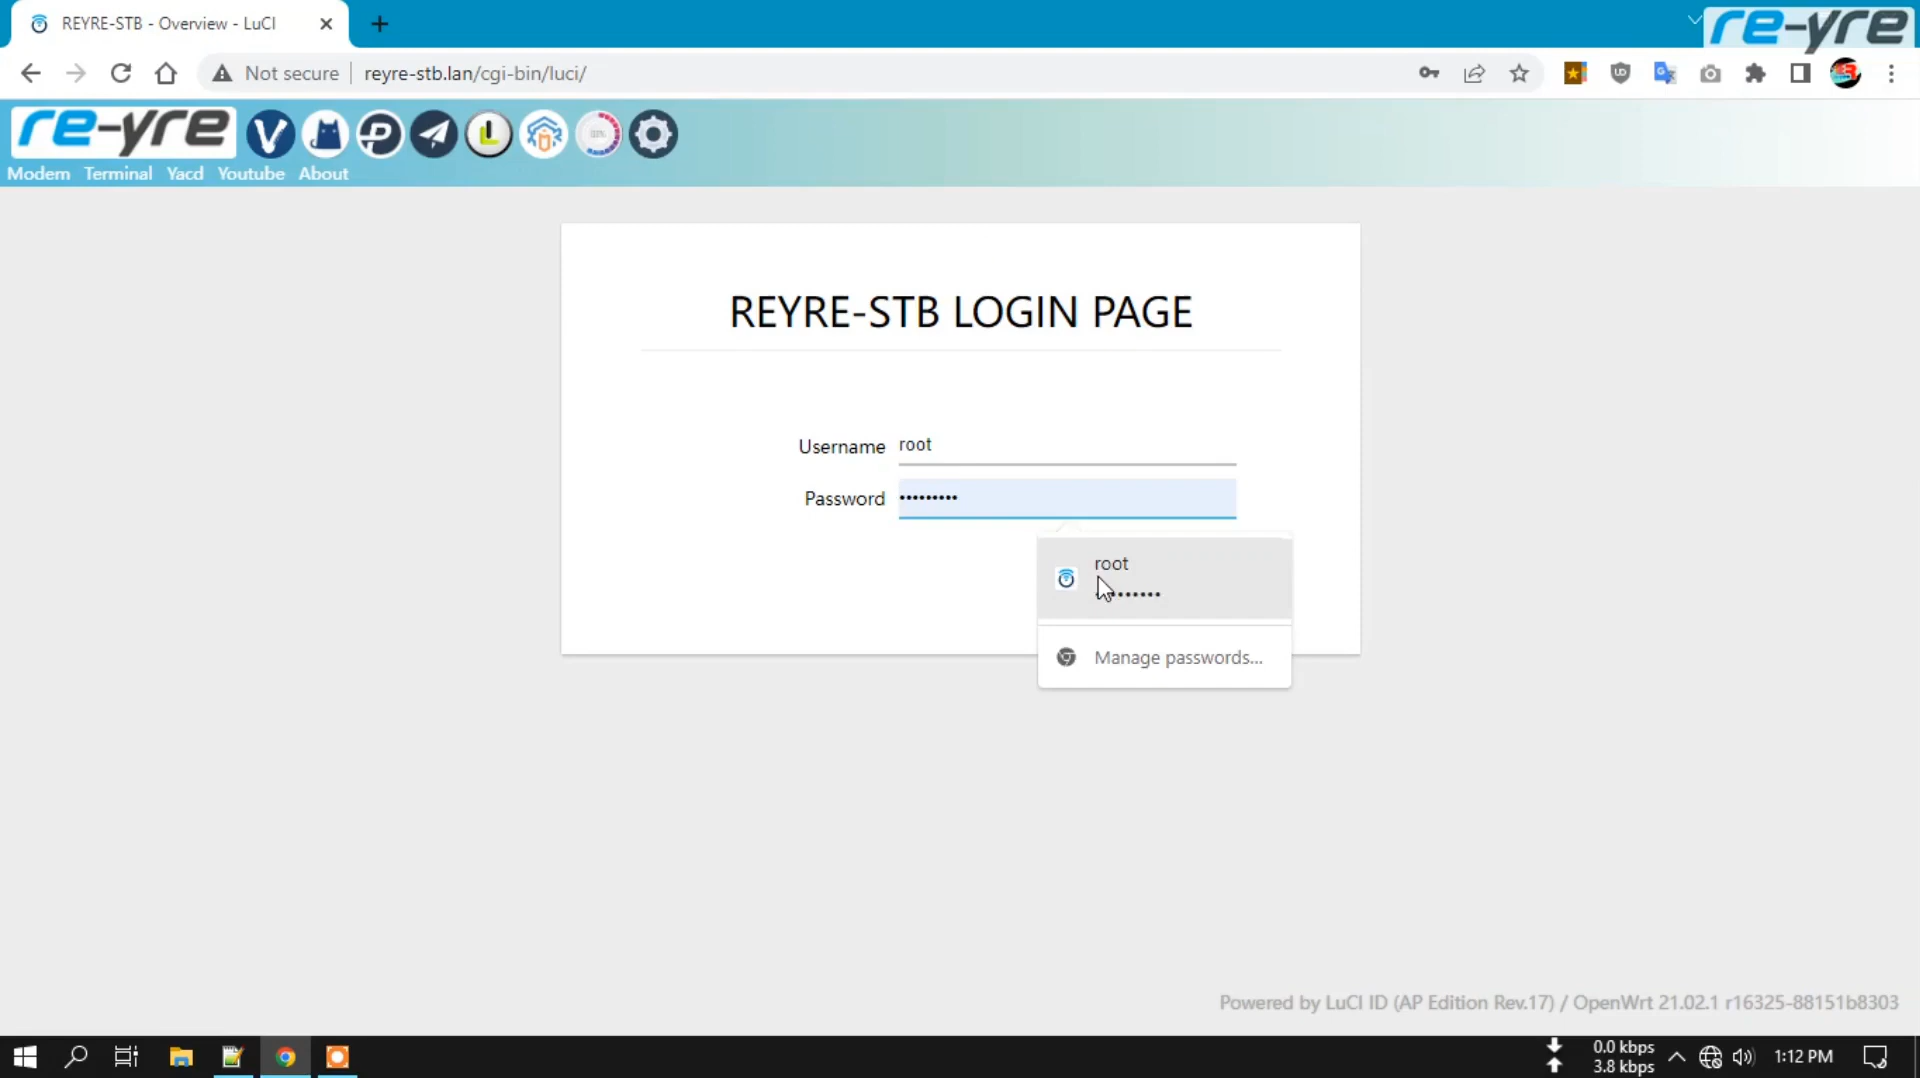 REYRE-STB - Overview - LuCI
re-yre
Not secure
reyre-stb.lan/cgi-bin/luci/
re-yre
Modem Terminal Yacd Youtube About
REYRE-STB LOGIN PAGE
Username root
Password •••••••••
root
Manage passwords...
Powered by LuCI ID (AP Edition Rev.17) / OpenWrt 21.02.1 r16325-88151b8303
0.0 kbps
3.8 kbps
1:12 PM